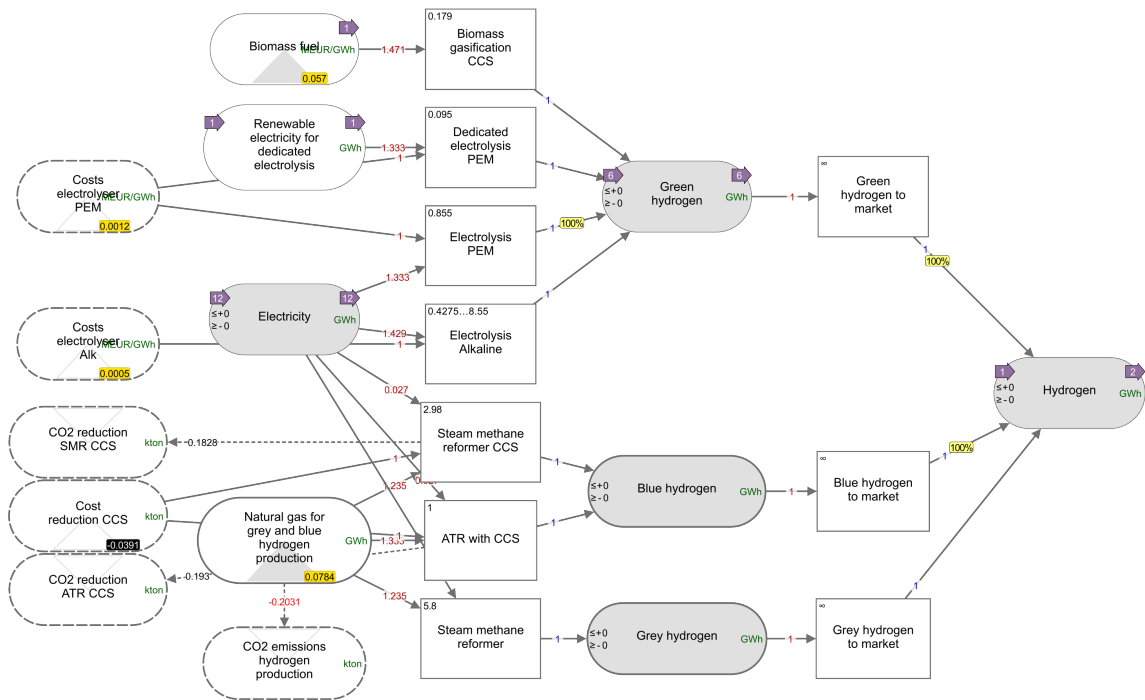 1
Biomass fuel
MEUR/GWh
0.057
1.471
0.179
Biomass
gasification
CCS
1
1
1
Renewable
electricity for
dedicated
electrolysis
GWh
1.333
1
0.095
Dedicated
electrolysis
PEM
1
Costs
electrolyser
PEM
MEUR/GWh
0.0012
1
0.855
Electrolysis
PEM
1
100%
6
6
≤+0
≥-0
Green
hydrogen
GWh
1
∞
Green
hydrogen to
market
1
100%
12
12
≤+0
≥-0
Electricity
GWh
1.333
1.429
1
0.4275...8.55
Electrolysis
Alkaline
1
Costs
electrolyser
Alk
MEUR/GWh
0.0005
0.027
1
2
≤+0
≥-0
Hydrogen
GWh
CO2 reduction
SMR CCS
kton
-0.1828
2.98
Steam methane
reformer CCS
1
1
1.235
≤+0
≥-0
Blue hydrogen
GWh
1
∞
Blue hydrogen
to market
1
100%
Cost
reduction CCS
kton
-0.0391
Natural gas for
grey and blue
hydrogen
production
GWh
0.0784
1
1
ATR with CCS
1
CO2 reduction
ATR CCS
kton
-0.193
-0.2031
1.235
5.8
Steam methane
reformer
1
≤+0
≥-0
Grey hydrogen
GWh
1
∞
Grey hydrogen
to market
1
CO2 emissions
hydrogen
production
kton